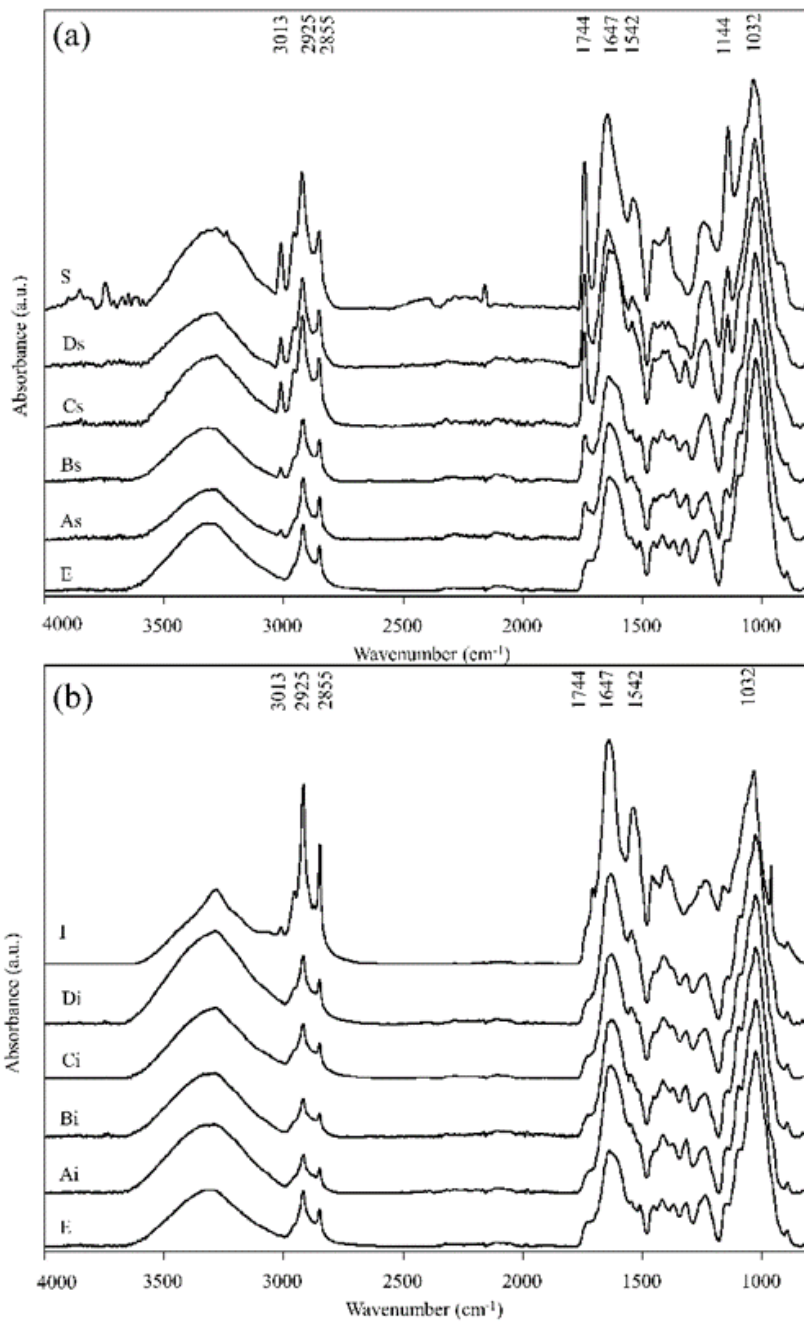 (a)
3013
2925
2855
1744
1647
1542
1144
1032
Absorbance (a.u.)
S
Ds
Cs
Bs
As
E
4000 3500 3000 2500 2000 1500 1000
Wavenumber (cm⁻¹)
(b)
3013
2925
2855
1744
1647
1542
1032
Absorbance (a.u.)
I
Di
Ci
Bi
Ai
E
4000 3500 3000 2500 2000 1500 1000
Wavenumber (cm⁻¹)